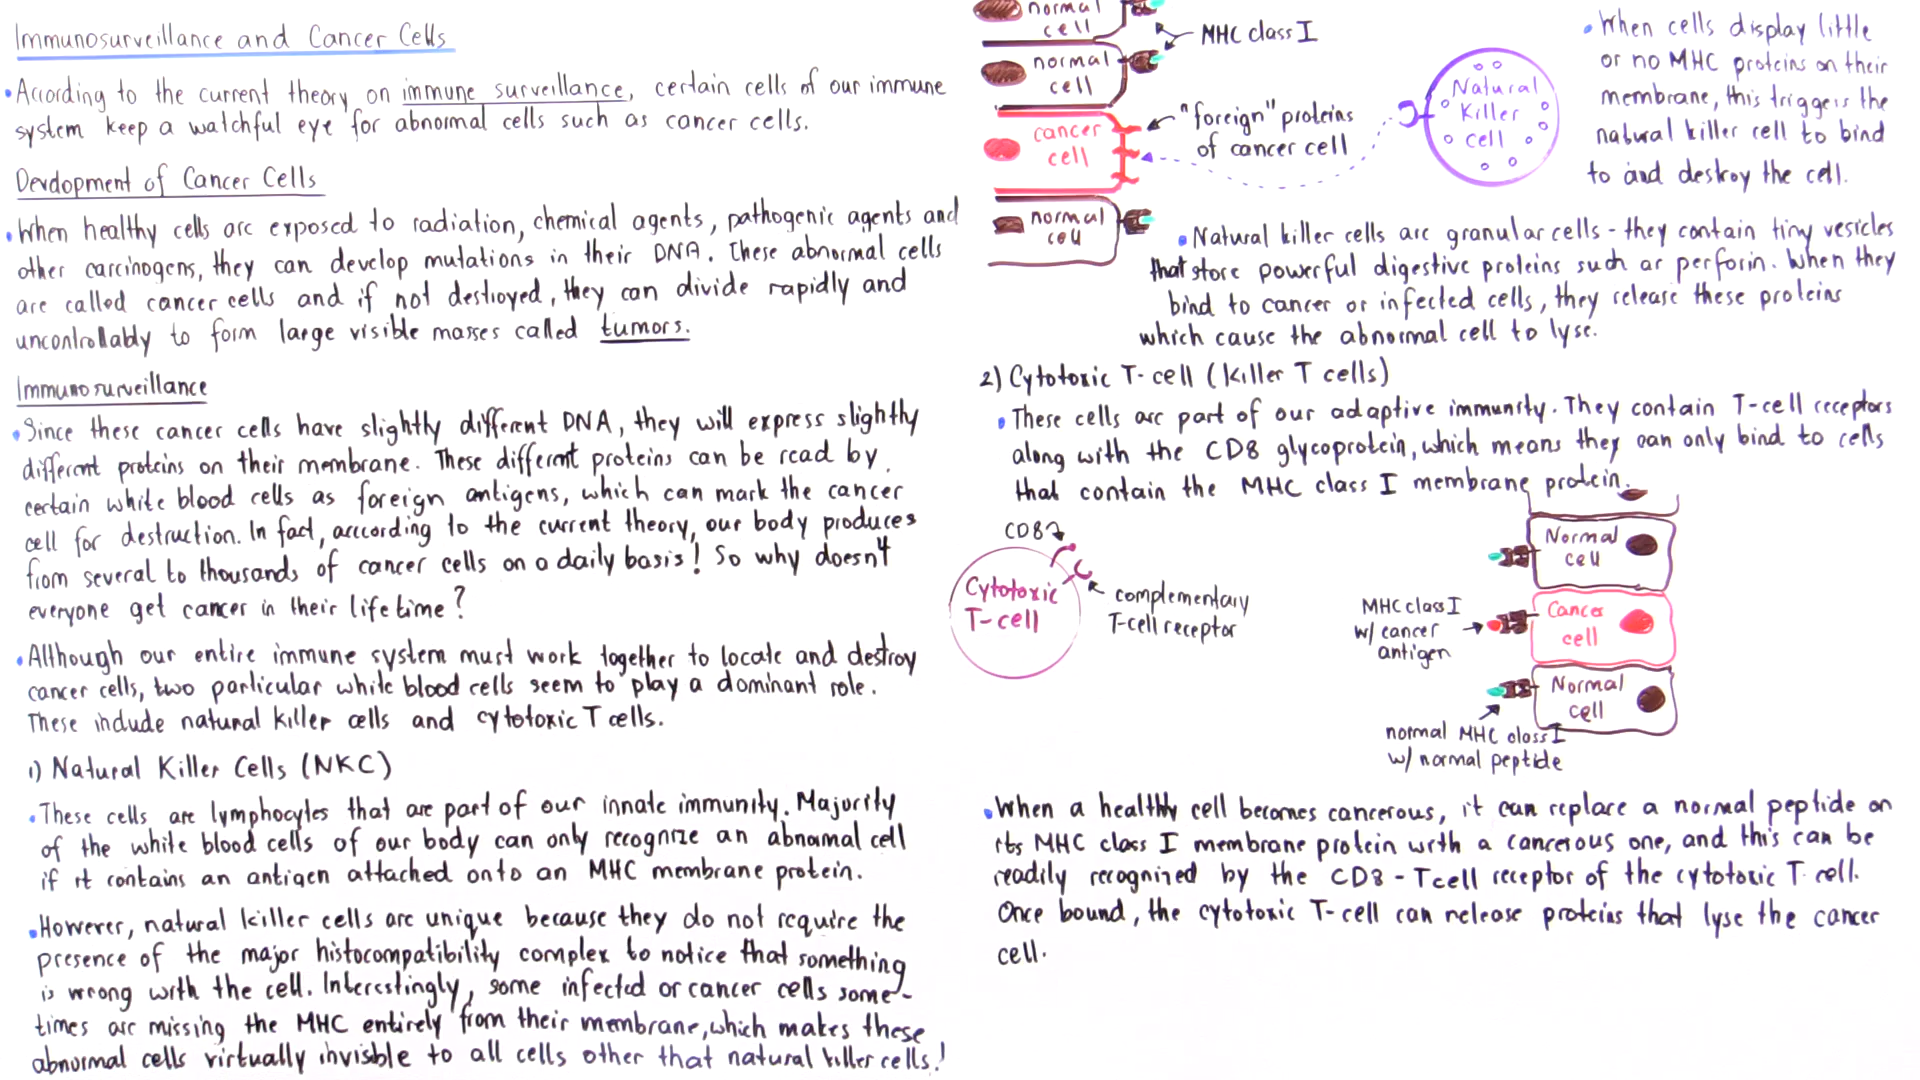 Immunosurveillance and Cancer Cells
• According to the current theory on immune surveillance, certain cells of our immune
system keep a watchful eye for abnormal cells such as cancer cells.
Development of Cancer Cells
• When healthy cells are exposed to radiation, chemical agents, pathogenic agents and
other carcinogens, they can develop mutations in their DNA. These abnormal cells
are called cancer cells and if not destroyed, they can divide rapidly and
uncontrollably to form large visible masses called tumors.
Immunosurveillance
• Since these cancer cells have slightly different DNA, they will express slightly
different proteins on their membrane. These different proteins can be read by
certain white blood cells as foreign antigens, which can mark the cancer
cell for destruction. In fact, according to the current theory, our body produces
from several to thousands of cancer cells on a daily basis! So why doesn't
everyone get cancer in their life time?
• Although our entire immune system must work together to locate and destroy
cancer cells, two particular white blood cells seem to play a dominant role.
These include natural killer cells and cytotoxic T cells.
1) Natural Killer Cells (NKC)
• These cells are lymphocytes that are part of our innate immunity. Majority
of the white blood cells of our body can only recognize an abnormal cell
if it contains an antigen attached onto an MHC membrane protein.
• However, natural killer cells are unique because they do not require the
presence of the major histocompatibility complex to notice that something
is wrong with the cell. Interestingly, some infected or cancer cells some-
times are missing the MHC entirely from their membrane, which makes these
abnormal cells virtually invisble to all cells other that natural killer cells!
normal
cell
MHC class I
normal
cell
cancer
cell
"foreign" proteins
of cancer cell
normal
cell
Natural
Killer
cell
• When cells display little
or no MHC proteins on their
membrane, this triggers the
natural killer cell to bind
to and destroy the cell.
• Natural killer cells are granular cells - they contain tiny vesicles
that store powerful digestive proteins such as perforin. When they
bind to cancer or infected cells, they release these proteins
which cause the abnormal cell to lyse.
2) Cytotoxic T-cell (Killer T cells)
• These cells are part of our adaptive immunity. They contain T-cell receptors
along with the CD8 glycoprotein, which means they can only bind to cells
that contain the MHC class I membrane protein.
CD8
Cytotoxic
T-cell
complementary
T-cell receptor
Normal
cell
MHC class I
w/ cancer
antigen
Cancer
cell
Normal
cell
normal MHC class I
w/ normal peptide
• When a healthy cell becomes cancerous, it can replace a normal peptide on
its MHC class I membrane protein with a cancerous one, and this can be
readily recognized by the CD8 - T cell receptor of the cytotoxic T cell.
Once bound, the cytotoxic T-cell can release proteins that lyse the cancer
cell.